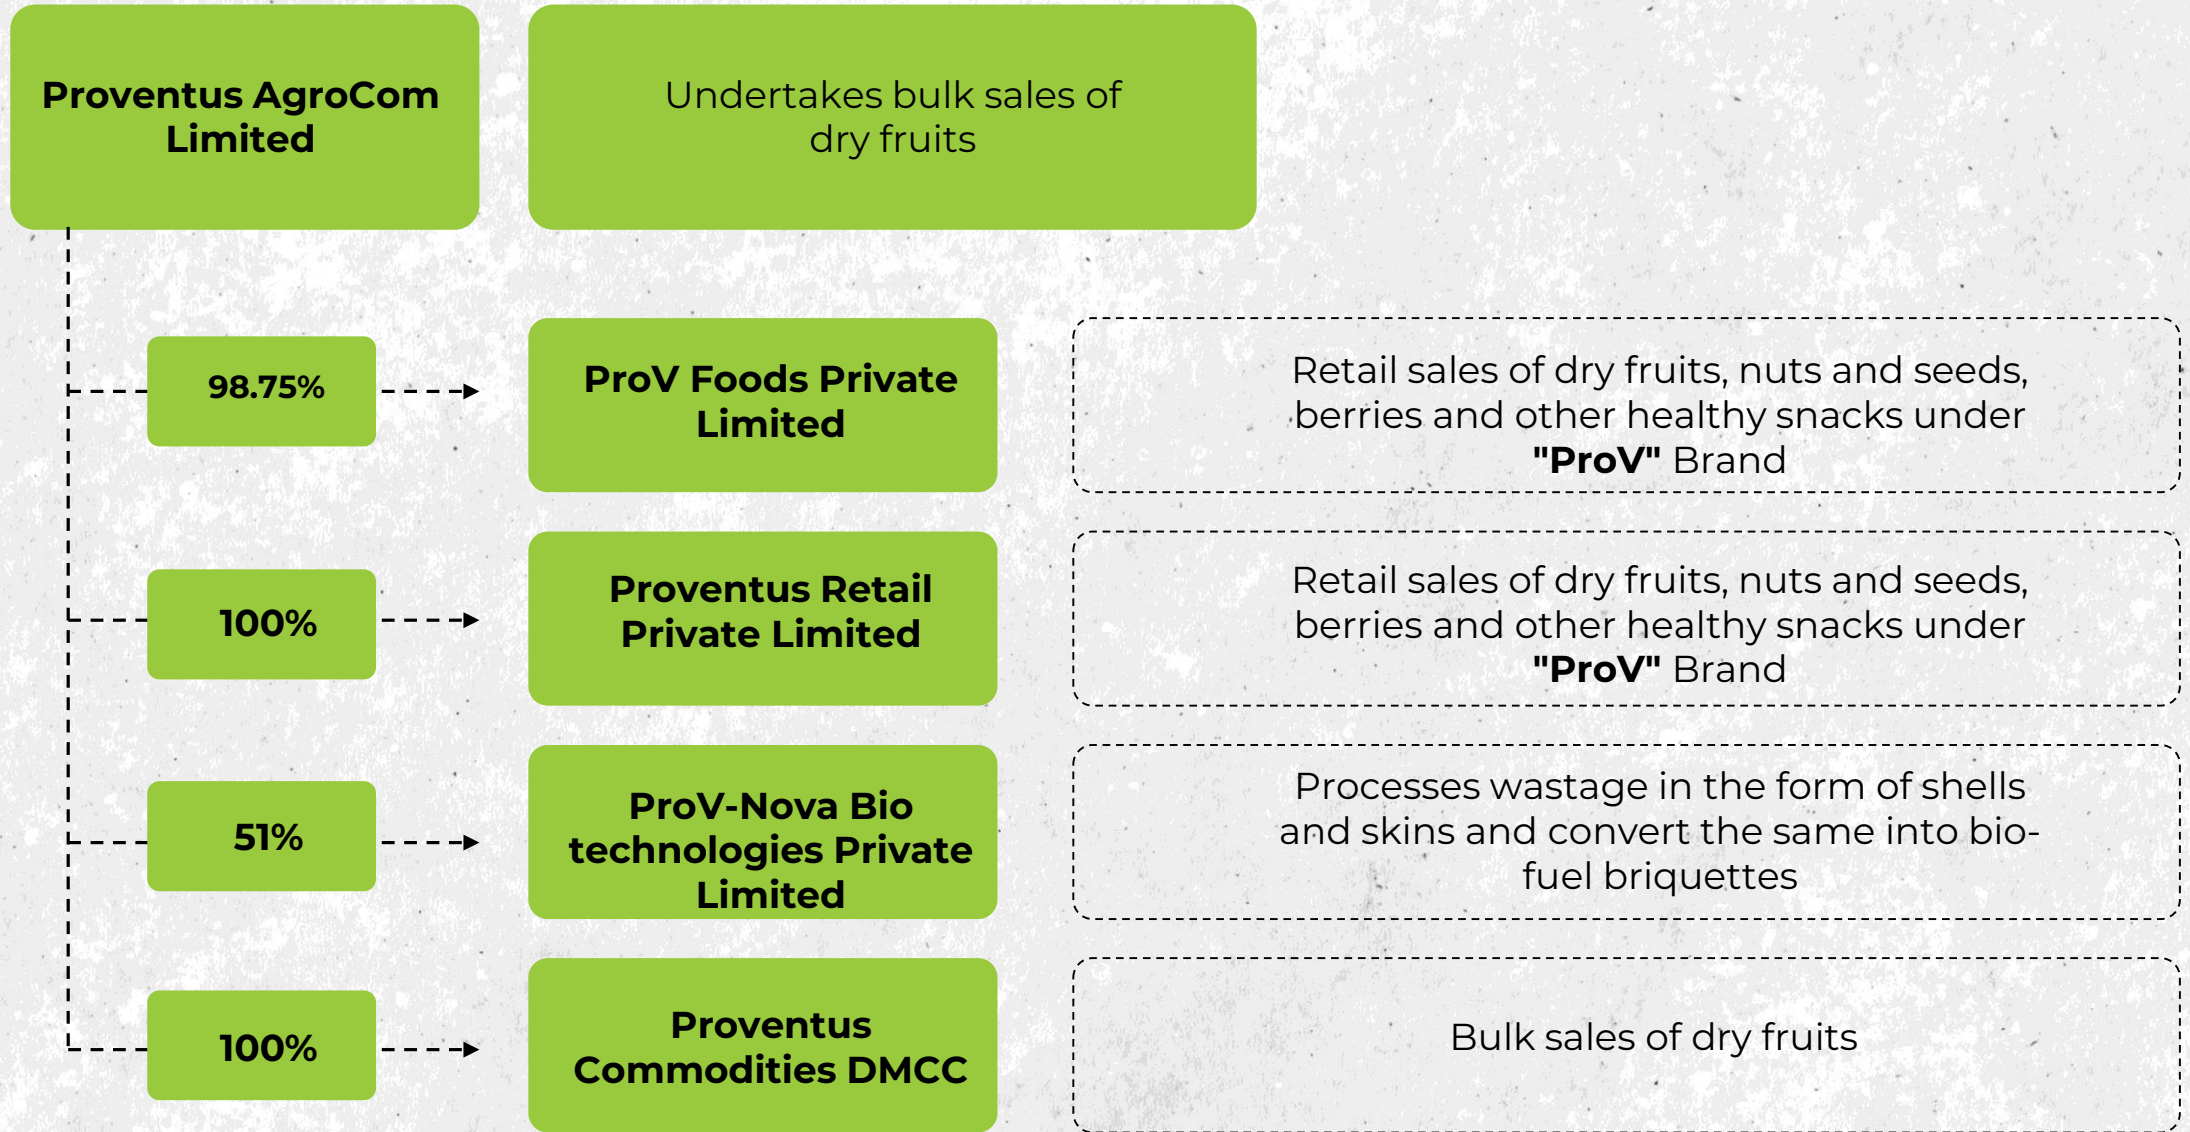 Proventus AgroCom
Limited
Undertakes bulk sales of
dry fruits
98.75%
ProV Foods Private
Limited
Retail sales of dry fruits, nuts and seeds,
berries and other healthy snacks under
"ProV" Brand
100%
Proventus Retail
Private Limited
Retail sales of dry fruits, nuts and seeds,
berries and other healthy snacks under
"ProV" Brand
51%
ProV-Nova Bio
technologies Private
Limited
Processes wastage in the form of shells
and skins and convert the same into bio-
fuel briquettes
100%
Proventus
Commodities DMCC
Bulk sales of dry fruits